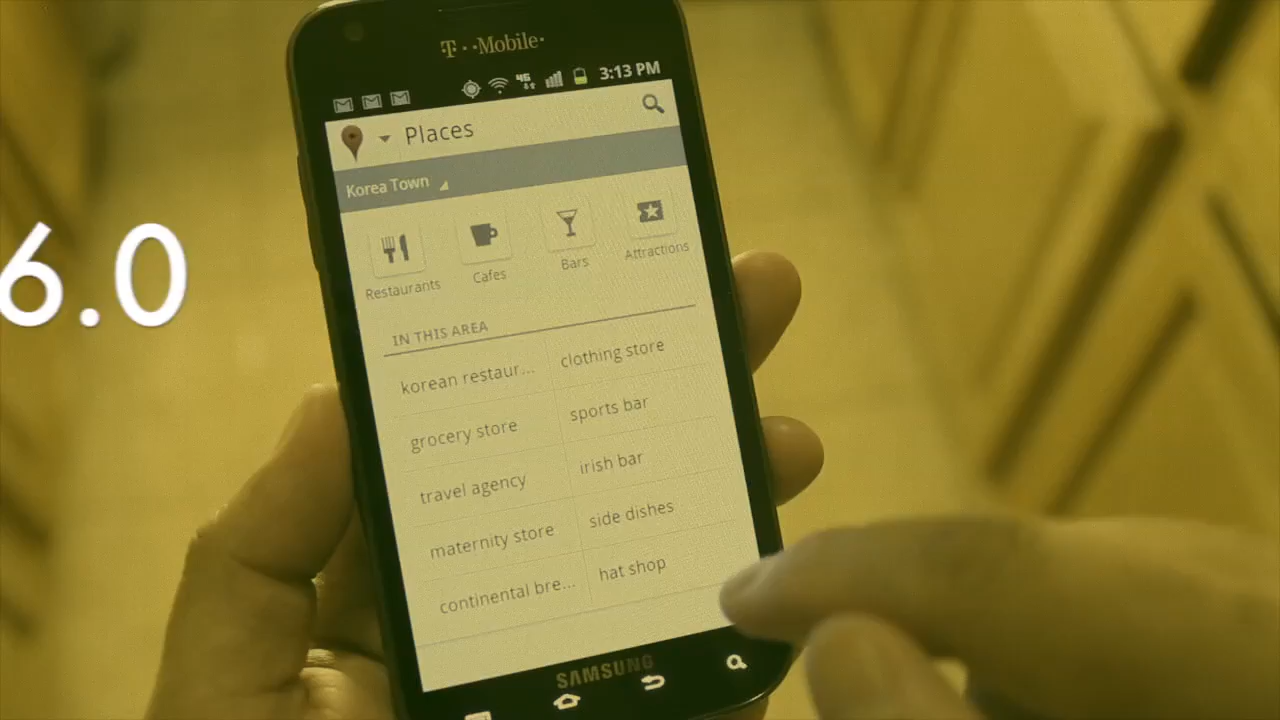 T··Mobile·
4G
3:13 PM
Places
Korea Town
6.0
Restaurants
Cafes
Bars
Attractions
IN THIS AREA
korean restaur...
clothing store
grocery store
sports bar
travel agency
irish bar
maternity store
side dishes
continental bre...
hat shop
SAMSUNG